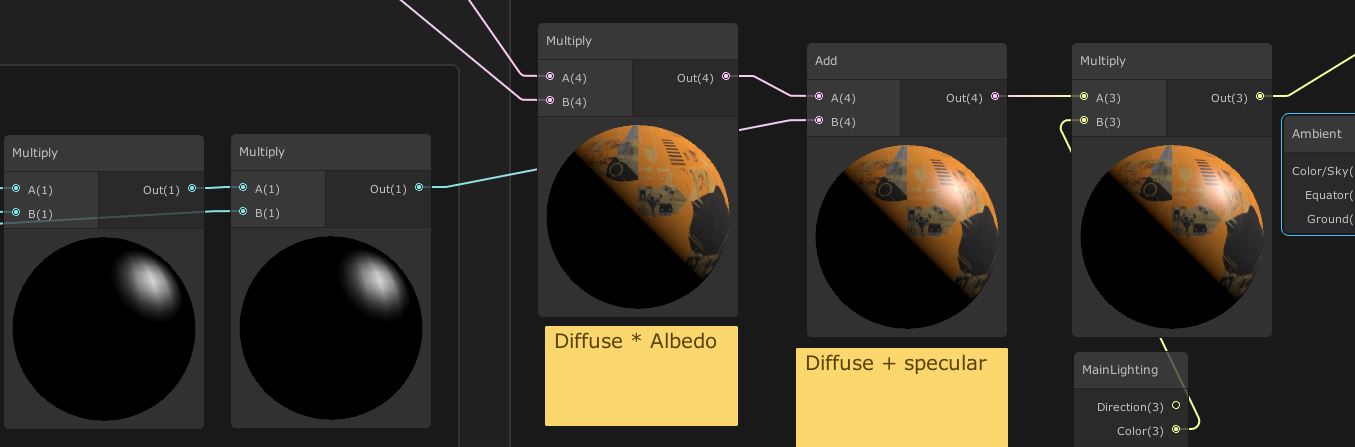 Multiply
A(1)
Out(1)
B(1)
Multiply
A(1)
Out(1)
B(1)
Multiply
A(4)
Out(4)
B(4)
Diffuse * Albedo
Add
A(4)
Out(4)
B(4)
Diffuse + specular
Multiply
A(3)
Out(3)
B(3)
MainLighting
Direction(3)
Color(3)
Ambient
Color/Sky(
Equator(
Ground(